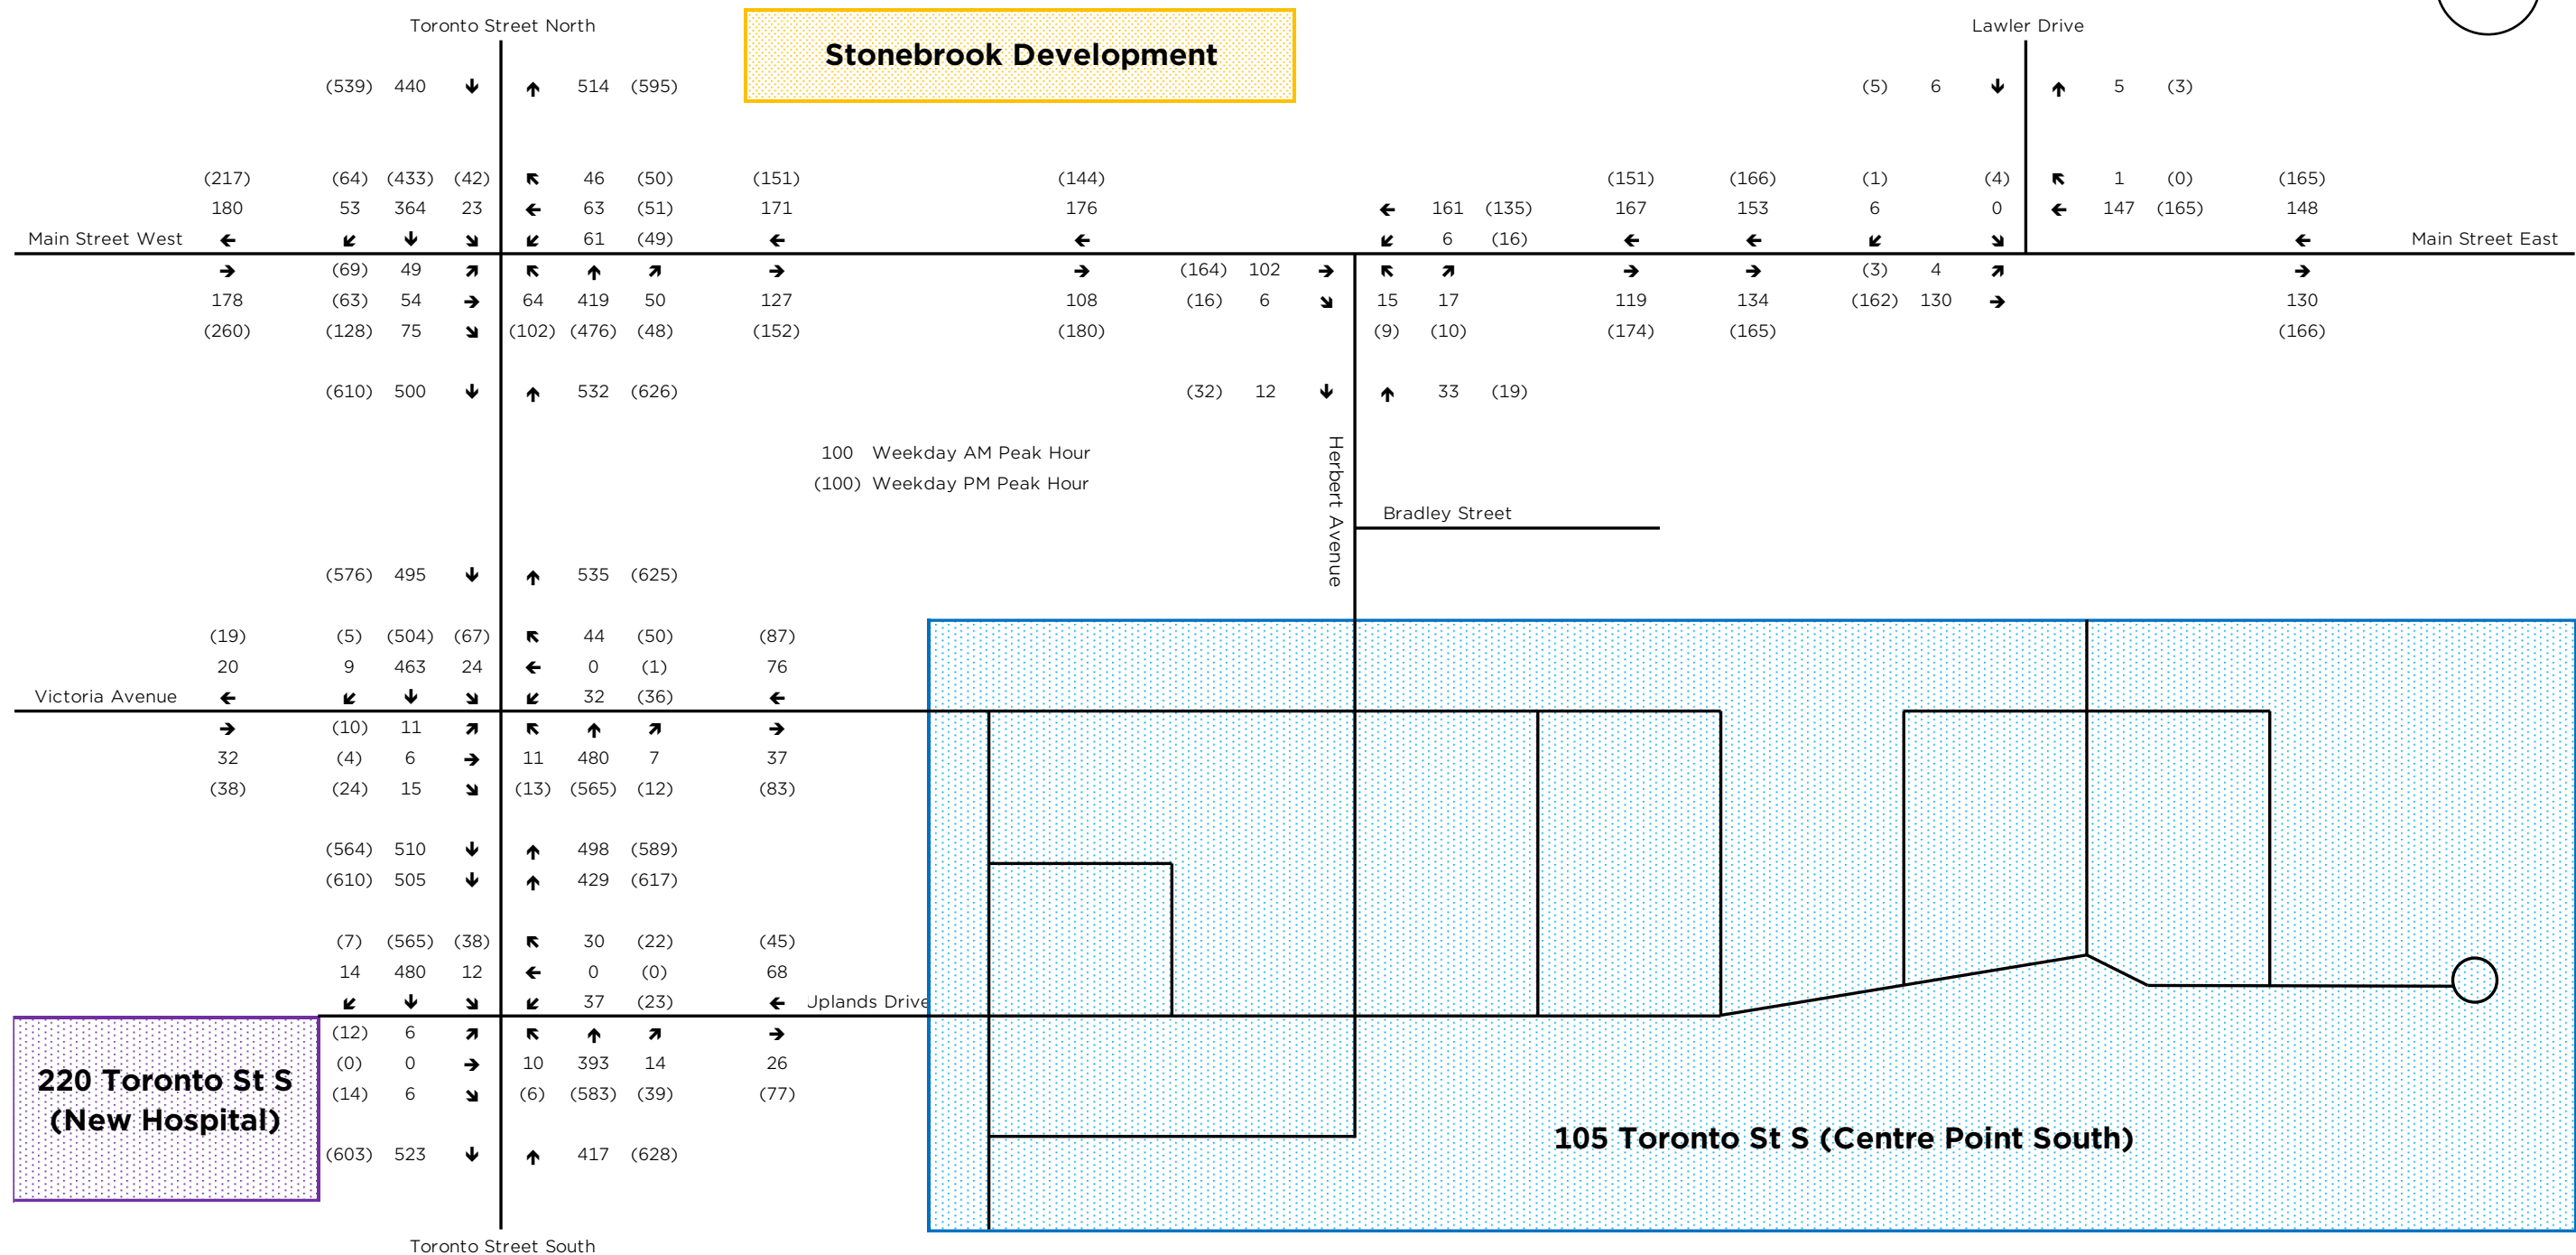 Toronto Street North
Stonebrook Development
Lawler Drive
(539) 440 ↓ ↑ 514 (595)
(5) 6 ↓ ↑ 5 (3)
(217) (64) (433) (42) ↖ 46 (50) (151) (144) (151) (166) (1) (4) ↖ 1 (0) (165)
180 53 364 23 ← 63 (51) 171 176 ← 161 (135) 167 153 6 0 ← 147 (165) 148
Main Street West ← ↙ ↓ ↘ ↙ 61 (49) ← ← ↙ 6 (16) ← ← ↙ ↘ ← Main Street East
→ (69) 49 ↗ ↖ ↑ ↗ → → (164) 102 → ↖ ↗ → → (3) 4 ↗ →
178 (63) 54 → 64 419 50 127 108 (16) 6 ↘ 15 17 119 134 (162) 130 → 130
(260) (128) 75 ↘ (102) (476) (48) (152) (180) (9) (10) (174) (165) (166)
(610) 500 ↓ ↑ 532 (626) (32) 12 ↓ ↑ 33 (19)
100 Weekday AM Peak Hour
(100) Weekday PM Peak Hour
Herbert Avenue
Bradley Street
(576) 495 ↓ ↑ 535 (625)
(19) (5) (504) (67) ↖ 44 (50) (87)
20 9 463 24 ← 0 (1) 76
Victoria Avenue ← ↙ ↓ ↘ ↙ 32 (36) ←
→ (10) 11 ↗ ↖ ↑ ↗ →
32 (4) 6 → 11 480 7 37
(38) (24) 15 ↘ (13) (565) (12) (83)
(564) 510 ↓ ↑ 498 (589)
(610) 505 ↓ ↑ 429 (617)
(7) (565) (38) ↖ 30 (22) (45)
14 480 12 ← 0 (0) 68
↙ ↓ ↘ ↙ 37 (23) ← Uplands Drive
(12) 6 ↗ ↖ ↑ ↗ →
(0) 0 → 10 393 14 26
(14) 6 ↘ (6) (583) (39) (77)
220 Toronto St S
(New Hospital)
105 Toronto St S (Centre Point South)
(603) 523 ↓ ↑ 417 (628)
Toronto Street South